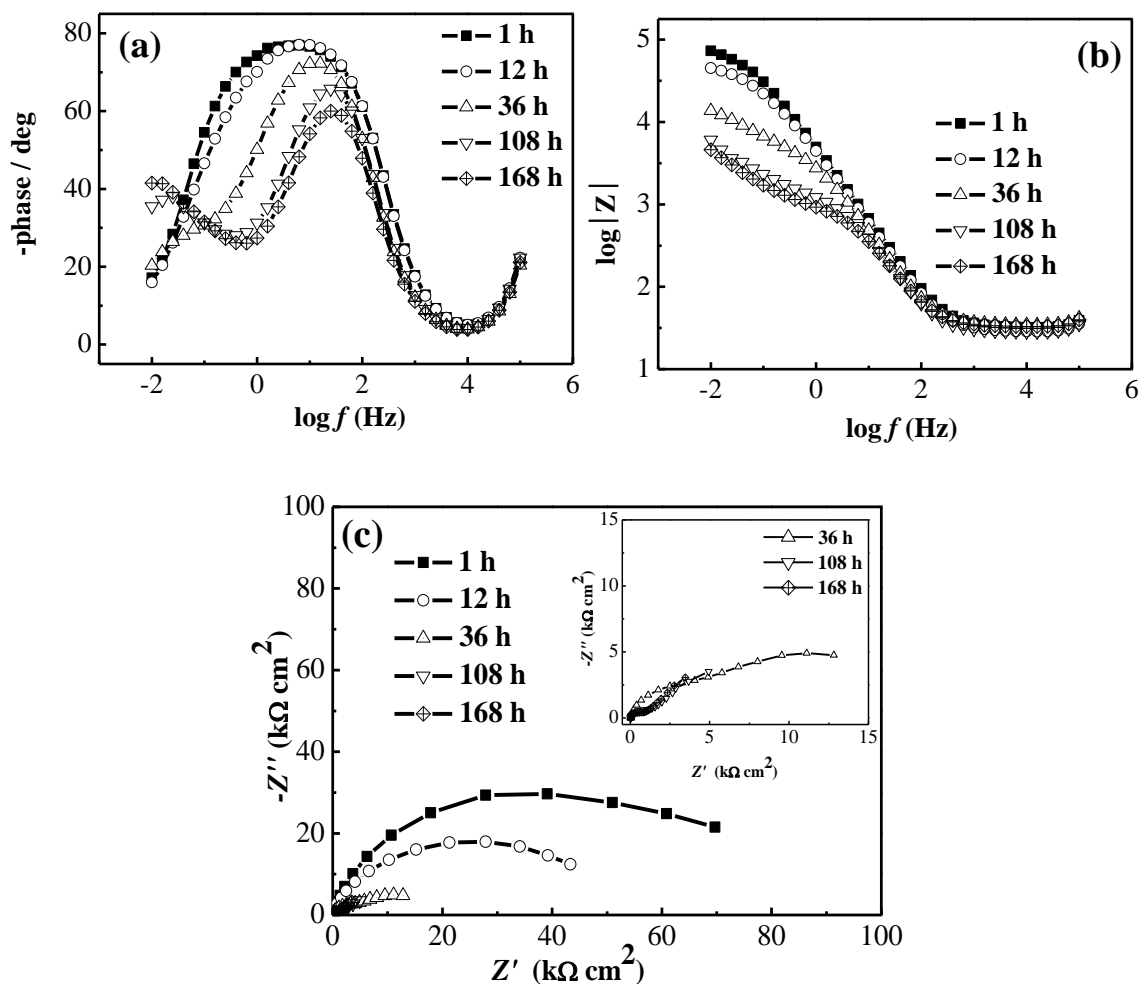 (a)
1 h
12 h
36 h
108 h
168 h
80
60
40
20
0
-2
0
2
4
6
-phase / deg
log f (Hz)
(b)
1 h
12 h
36 h
108 h
168 h
5
4
3
2
1
-2
0
2
4
6
log |Z|
log f (Hz)
(c)
1 h
12 h
36 h
108 h
168 h
100
80
60
40
20
0
0
20
40
60
80
100
-Z'' (kΩ cm²)
Z' (kΩ cm²)
36 h
108 h
168 h
15
10
5
0
0
5
10
15
-Z'' (kΩ cm²)
Z' (kΩ cm²)